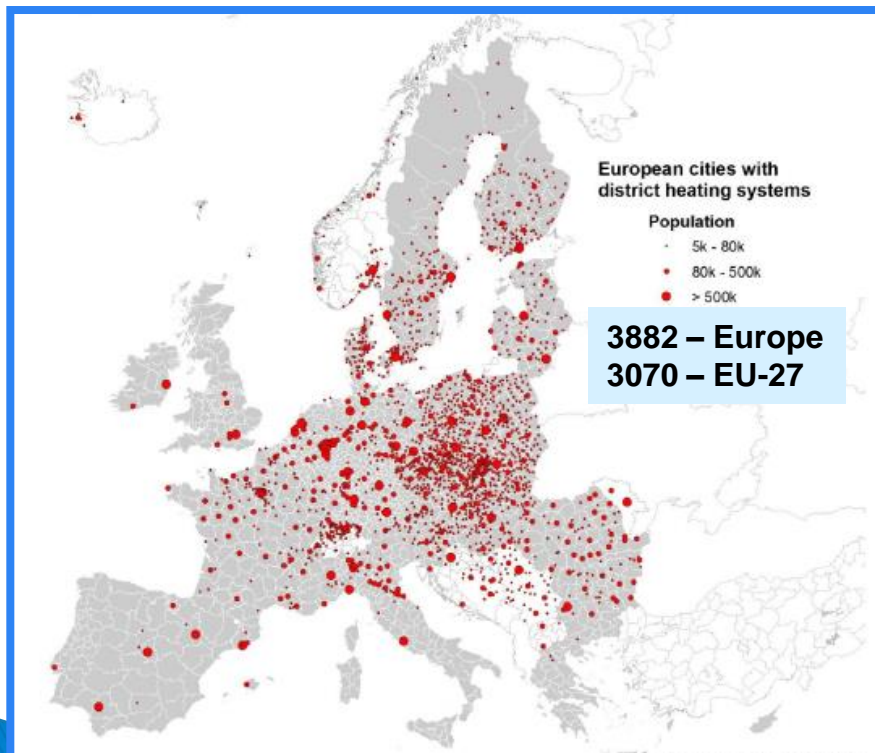 European cities with
district heating systems
Population
5k - 80k
80k - 500k
> 500k
3882 – Europe
3070 – EU-27